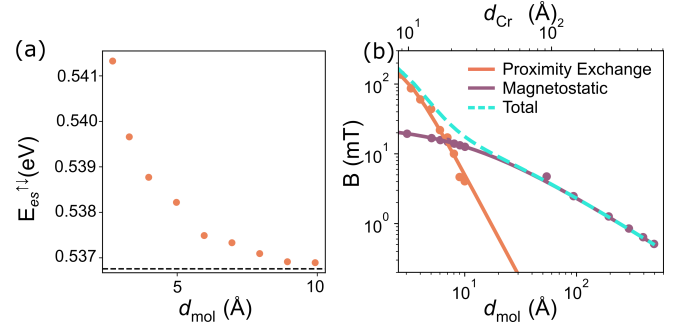 (a)
0.541
0.540
0.539
0.538
0.537
E_es^↑↓(eV)
5
10
d_mol (Å)
d_Cr (Å)
10^1
10^2
(b)
Proximity Exchange
Magnetostatic
Total
10^2
10^1
10^0
B (mT)
10^1
10^2
d_mol (Å)